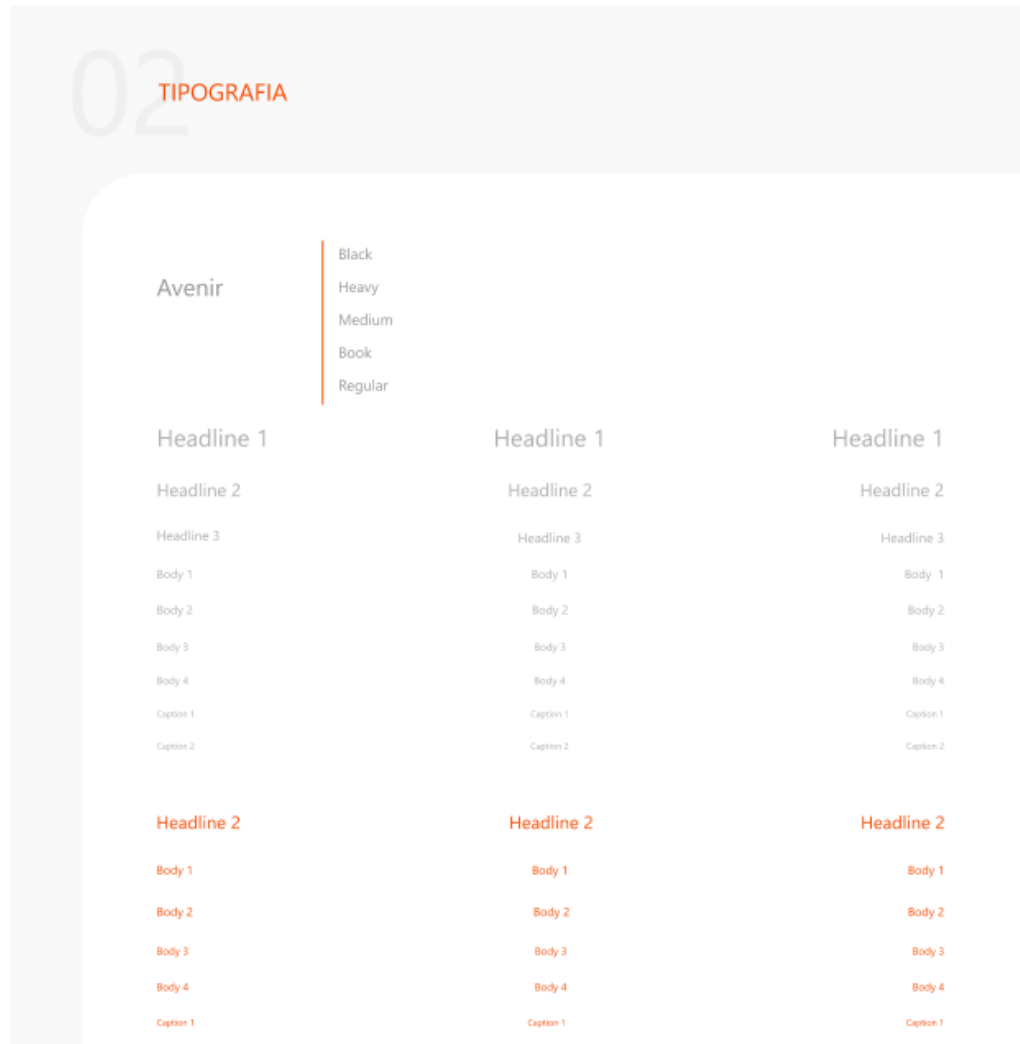 02
TIPOGRAFIA
Avenir
Black
Heavy
Medium
Book
Regular
Headline 1 Headline 1 Headline 1
Headline 2 Headline 2 Headline 2
Headline 3 Headline 3 Headline 3
Body 1 Body 1 Body 1
Body 2 Body 2 Body 2
Body 3 Body 3 Body 3
Body 4 Body 4 Body 4
Caption 1 Caption 1 Caption 1
Caption 2 Caption 2 Caption 2
Headline 2 Headline 2 Headline 2
Body 1 Body 1 Body 1
Body 2 Body 2 Body 2
Body 3 Body 3 Body 3
Body 4 Body 4 Body 4
Caption 1 Caption 1 Caption 1